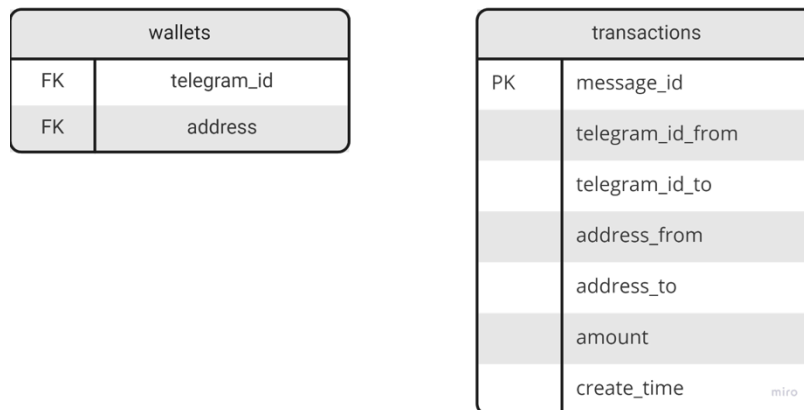 wallets
FK telegram_id
FK address
transactions
PK message_id
telegram_id_from
telegram_id_to
address_from
address_to
amount
create_time
miro